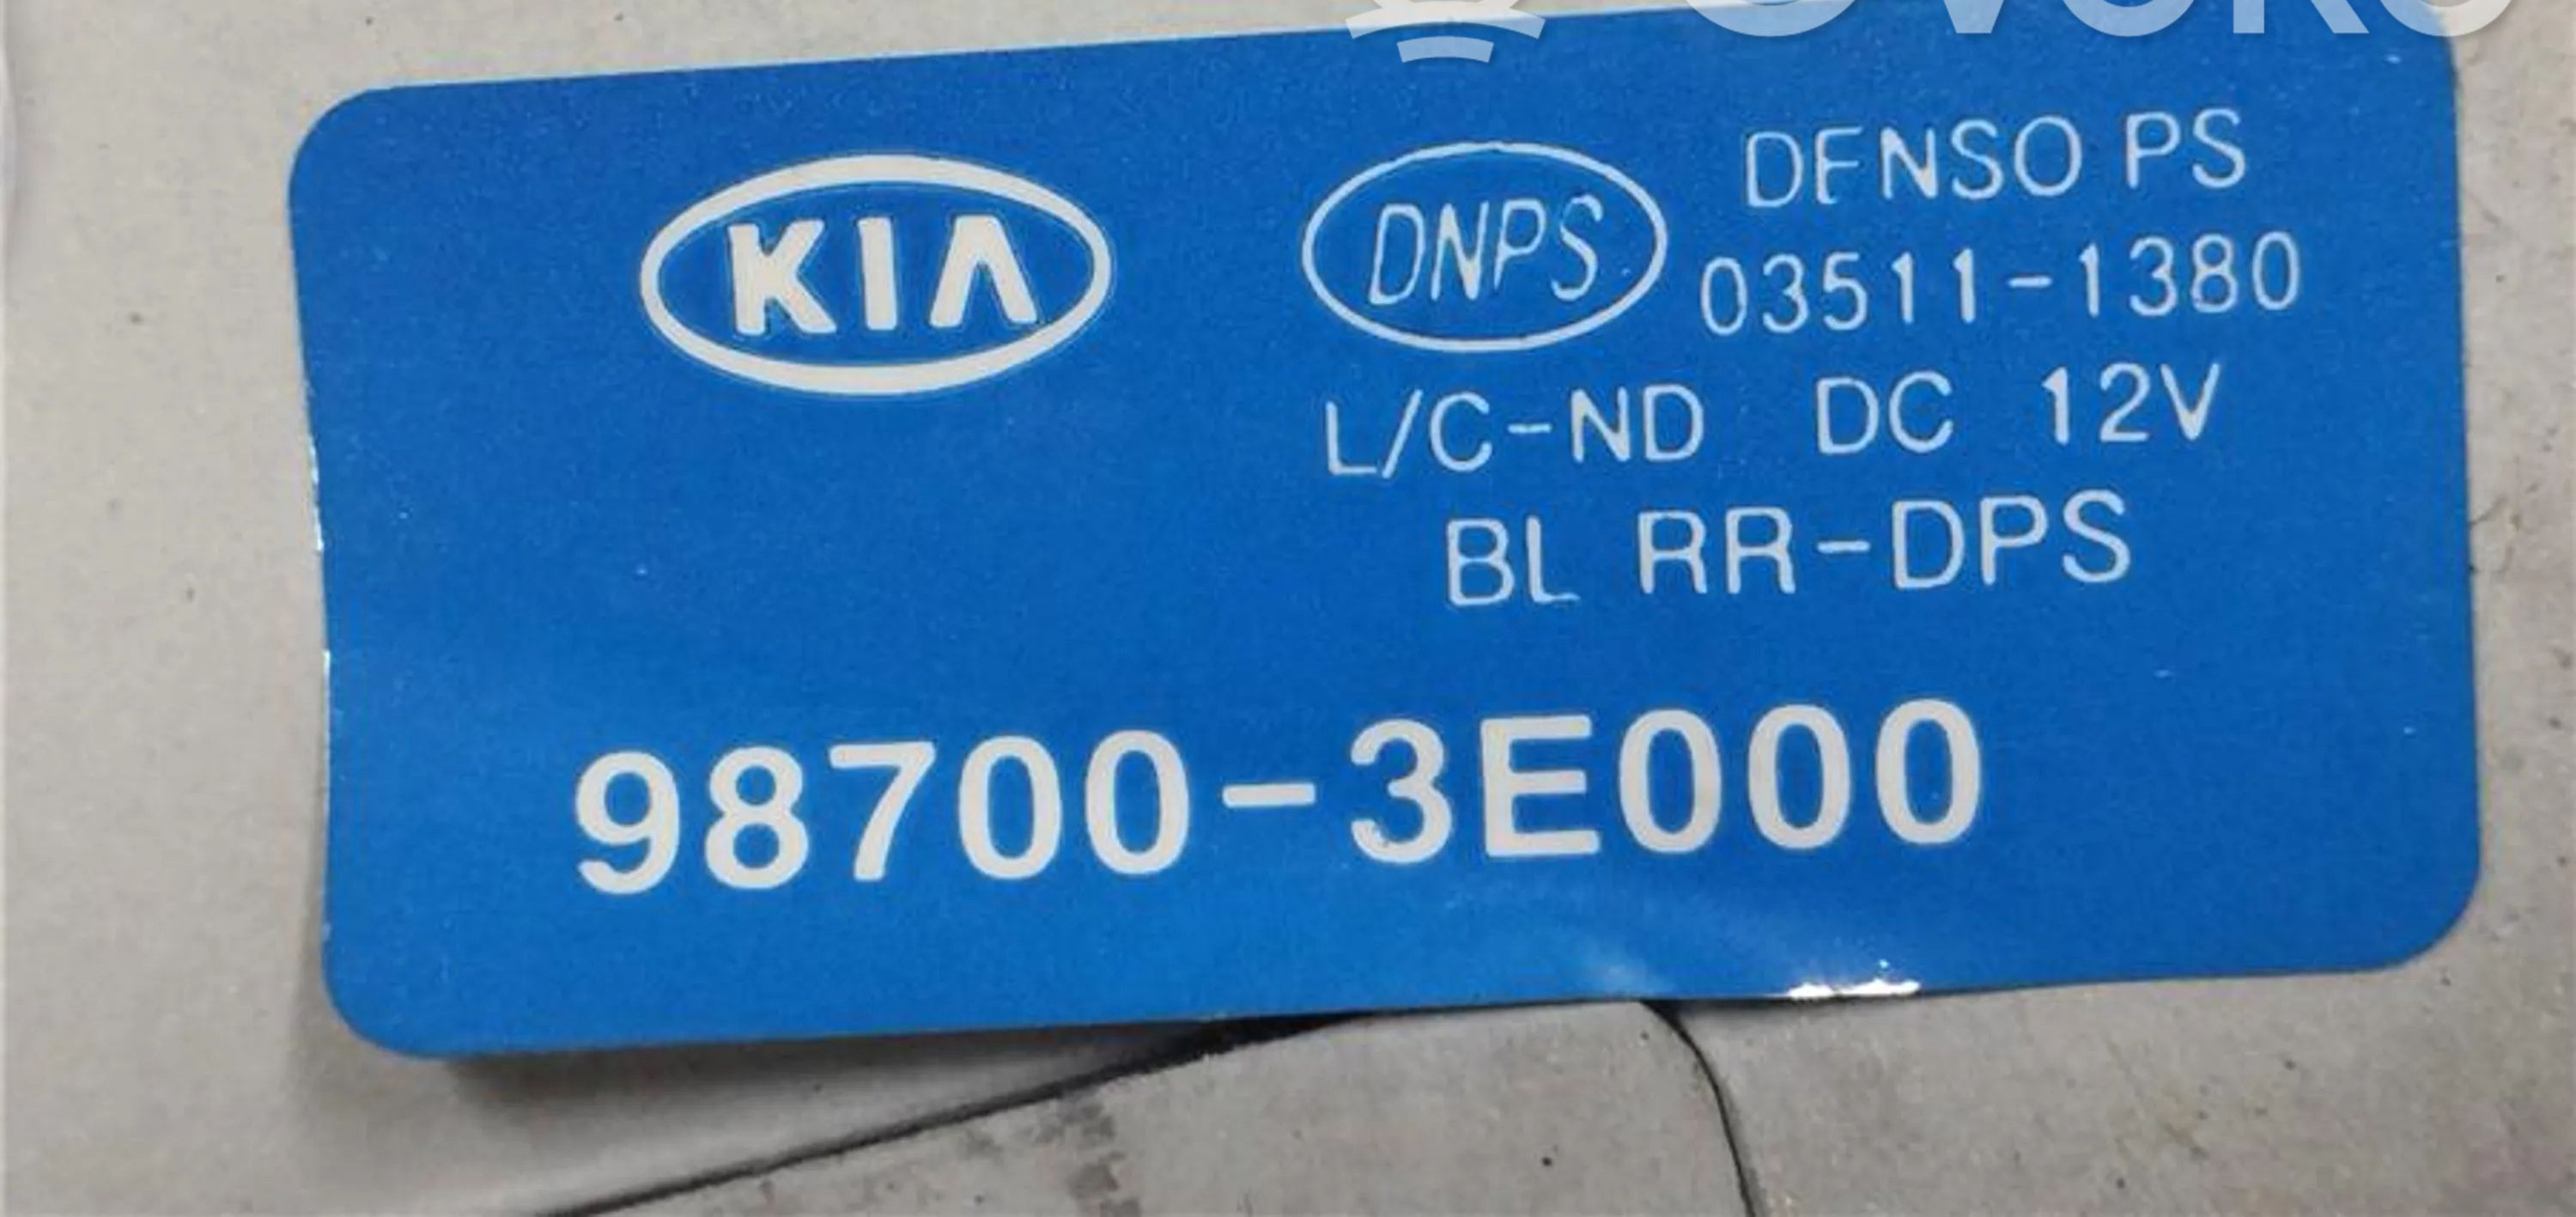 KIA
DNPS
DENSO PS
03511-1380
L/C-ND DC 12V
BL RR-DPS
98700-3E000